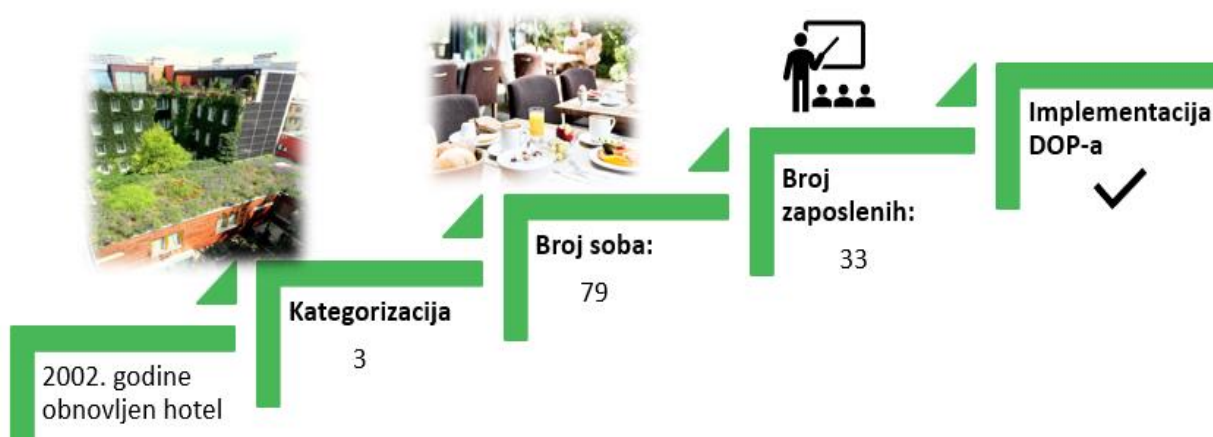 2002. godine
obnovljen hotel
Kategorizacija
3
Broj soba:
79
Broj
zaposlenih:
33
Implementacija
DOP-a